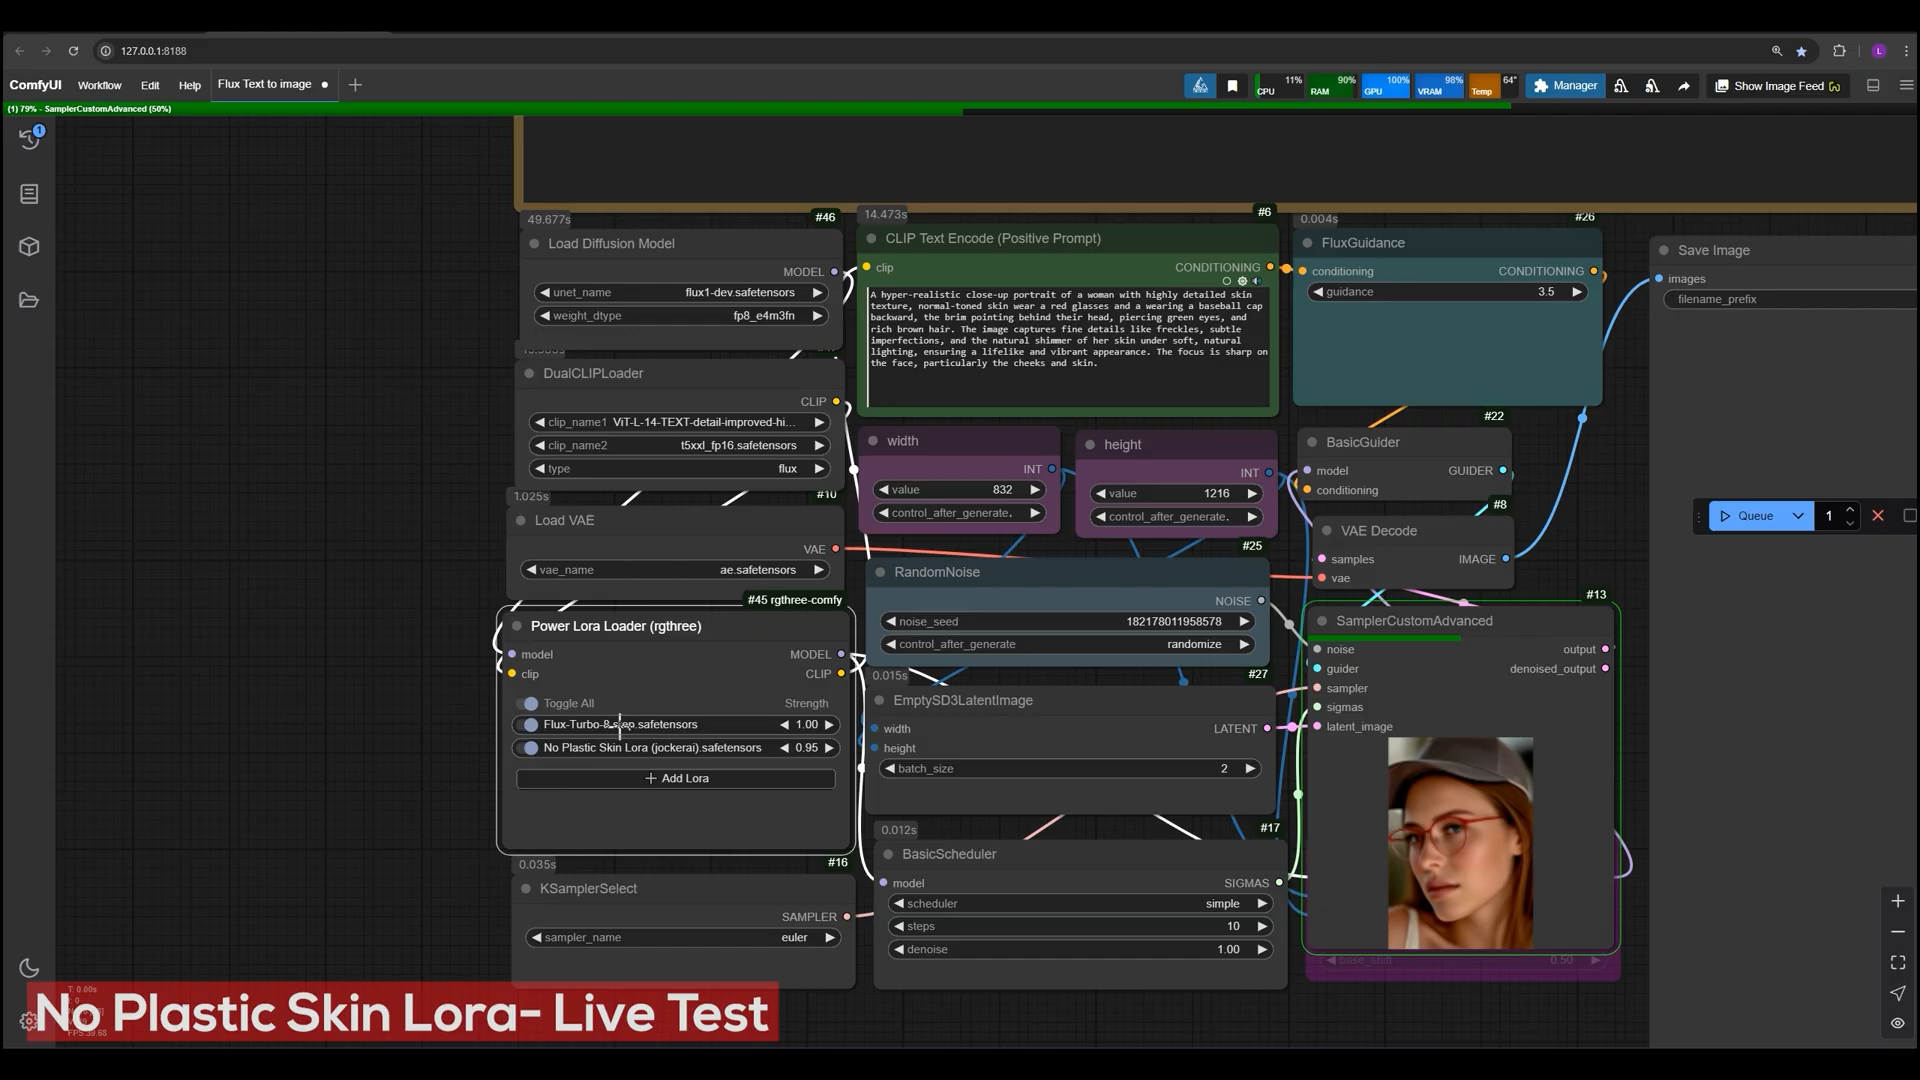 127.0.0.1:8188
L
ComfyUI
Workflow
Edit
Help
Flux Text to image
CPU 11%
RAM 90%
GPU 100%
VRAM 98%
Temp 64°
Manager
Show Image Feed
(1) 79% - SamplerCustomAdvanced (50%)
1
49.677s
#46
Load Diffusion Model
MODEL
unet_name flux1-dev.safetensors
weight_dtype fp8_e4m3fn
DualCLIPLoader
CLIP
clip_name1 ViT-L-14-TEXT-detail-improved-hi...
clip_name2 t5xxl_fp16.safetensors
type flux
1.025s
#10
Load VAE
VAE
vae_name ae.safetensors
#45 rgthree-comfy
Power Lora Loader (rgthree)
model MODEL
clip CLIP
Toggle All Strength
Flux-Turbo-8-step.safetensors 1.00
No Plastic Skin Lora (jockerai).safetensors 0.95
+ Add Lora
0.035s
#16
KSamplerSelect
SAMPLER
sampler_name euler
14.473s
#6
CLIP Text Encode (Positive Prompt)
clip CONDITIONING
A hyper-realistic close-up portrait of a woman with highly detailed skin
texture, normal-toned skin wear a red glasses and a wearing a baseball cap
backward, the brim pointing behind their head, piercing green eyes, and
rich brown hair. The image captures fine details like freckles, subtle
imperfections, and the natural shimmer of her skin under soft, natural
lighting, ensuring a lifelike and vibrant appearance. The focus is sharp on
the face, particularly the cheeks and skin.
width
INT
value 832
control_after_generate.
height
INT
value 1216
control_after_generate.
#25
RandomNoise
NOISE
noise_seed 182178011958578
control_after_generate randomize
0.015s
#27
EmptySD3LatentImage
width LATENT
height
batch_size 2
0.012s
#17
BasicScheduler
model SIGMAS
scheduler simple
steps 10
denoise 1.00
0.004s
#26
FluxGuidance
conditioning CONDITIONING
guidance 3.5
#22
BasicGuider
model GUIDER
conditioning
#8
VAE Decode
samples IMAGE
vae
#13
SamplerCustomAdvanced
noise output
guider denoised_output
sampler
sigmas
latent_image
base_shift 0.50
Save Image
images
filename_prefix
Queue 1
T: 0.00s
No Plastic Skin Lora- Live Test